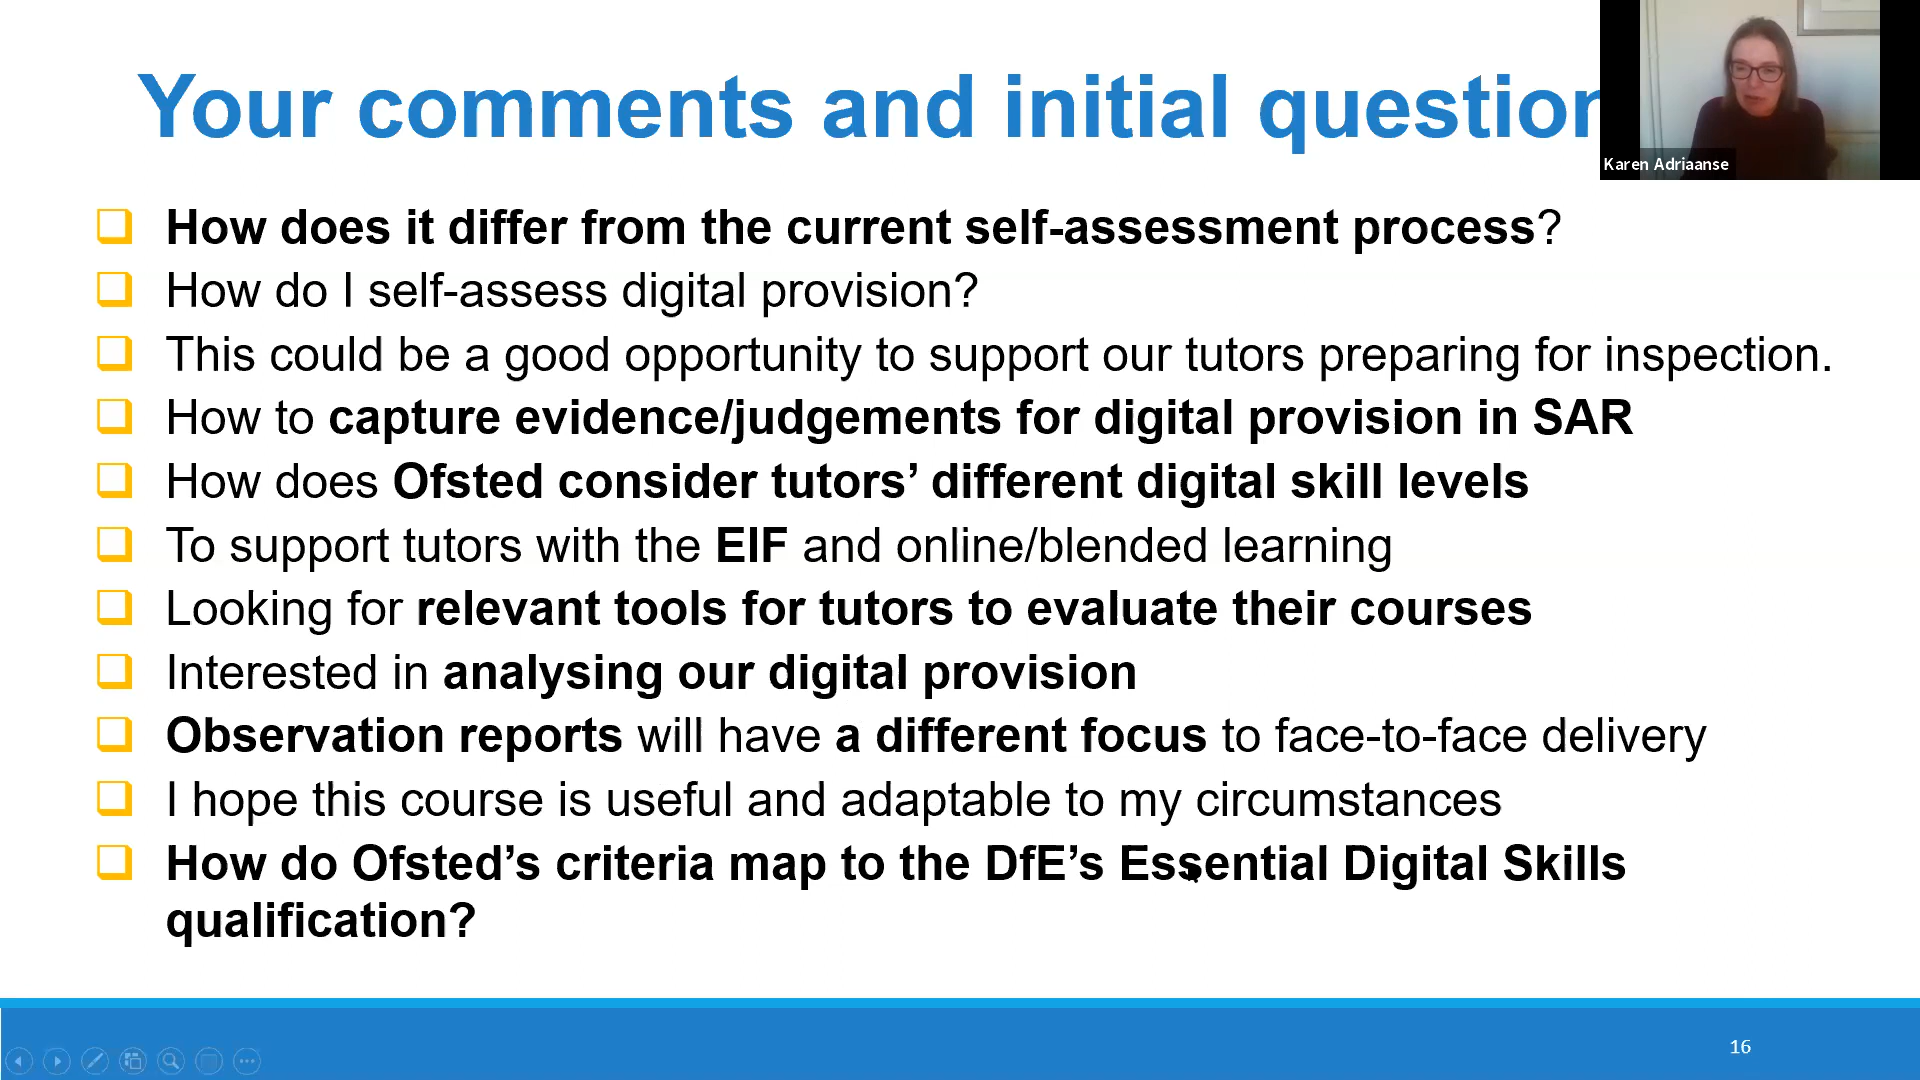 Your comments and initial question
Karen Adriaanse
How does it differ from the current self-assessment process?
How do I self-assess digital provision?
This could be a good opportunity to support our tutors preparing for inspection.
How to capture evidence/judgements for digital provision in SAR
How does Ofsted consider tutors’ different digital skill levels
To support tutors with the EIF and online/blended learning
Looking for relevant tools for tutors to evaluate their courses
Interested in analysing our digital provision
Observation reports will have a different focus to face-to-face delivery
I hope this course is useful and adaptable to my circumstances
How do Ofsted’s criteria map to the DfE’s Essential Digital Skills
qualification?
16